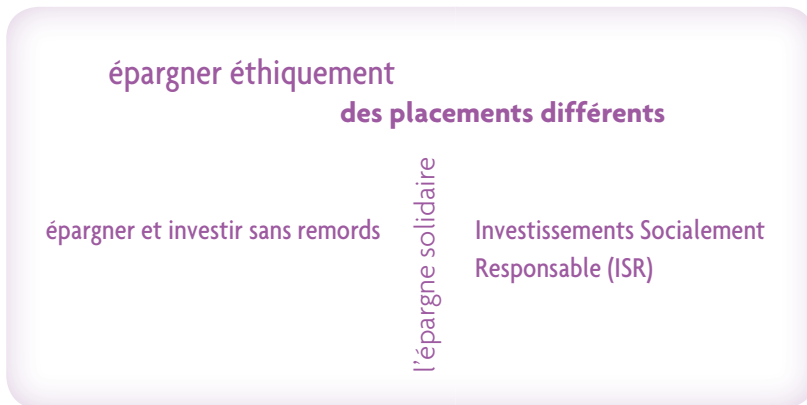 épargner éthiquement
des placements différents
épargner et investir sans remords
l'épargne solidaire
Investissements Socialement
Responsable (ISR)